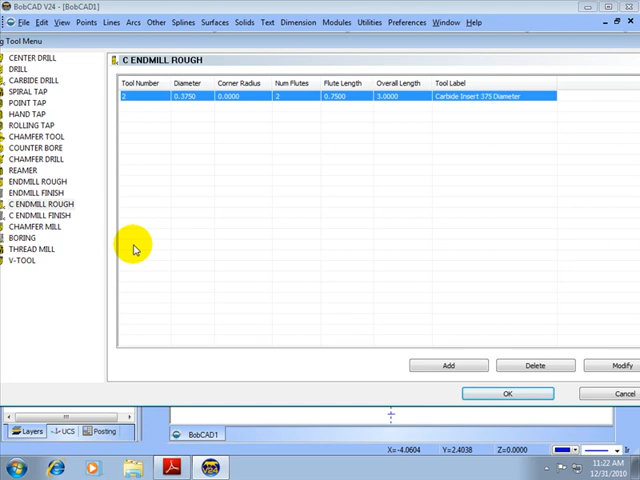 BobCAD V24 - [BobCAD1]
File Edit View Points Lines Arcs Other Splines Surfaces Solids Text Dimension Modules Utilities Preferences Window Help
Tool Menu
CENTER DRILL
DRILL
CARBIDE DRILL
SPIRAL TAP
POINT TAP
HAND TAP
ROLLING TAP
CHAMFER TOOL
COUNTER BORE
CHAMFER DRILL
REAMER
ENDMILL ROUGH
ENDMILL FINISH
C ENDMILL ROUGH
C ENDMILL FINISH
CHAMFER MILL
BORING
THREAD MILL
V-TOOL
C ENDMILL ROUGH
Tool Number Diameter Corner Radius Num Flutes Flute Length Overall Length Tool Label
2 0.3750 0.0000 2 0.7500 3.0000 Carbide Insert 375 Diameter
Add Delete Modify
OK Cancel
Layers UCS Posting
BobCAD1
X=-4.0604 Y=2.4038 Z=0.0000
V24
11:22 AM
12/31/2010